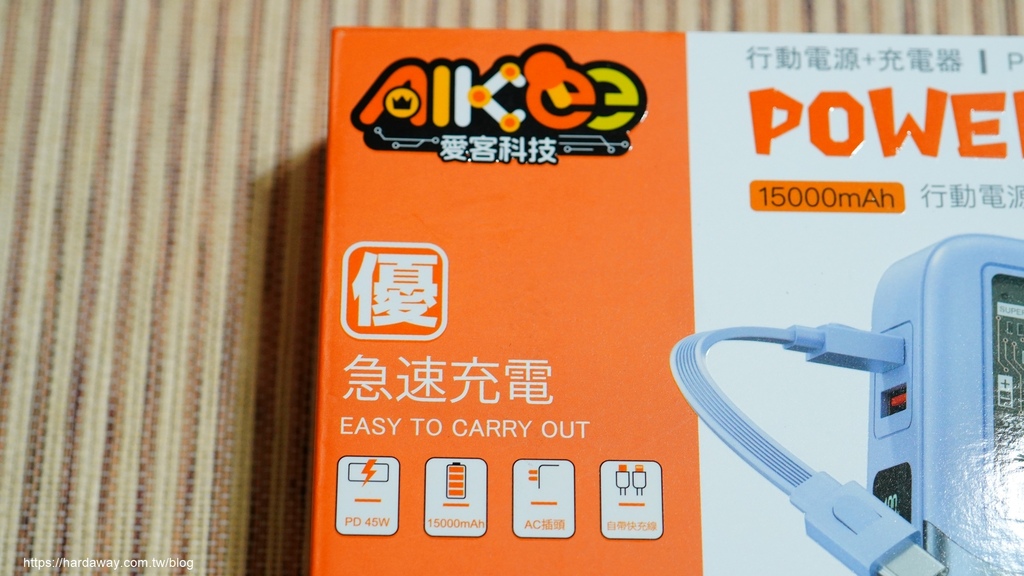 AIKee
愛客科技
優
急速充電
EASY TO CARRY OUT
PD 45W
15000mAh
AC插頭
自帶快充線
行動電源+充電器 | P
POWE
15000mAh 行動電源
SUPER
https://hardaway.com.tw/blog